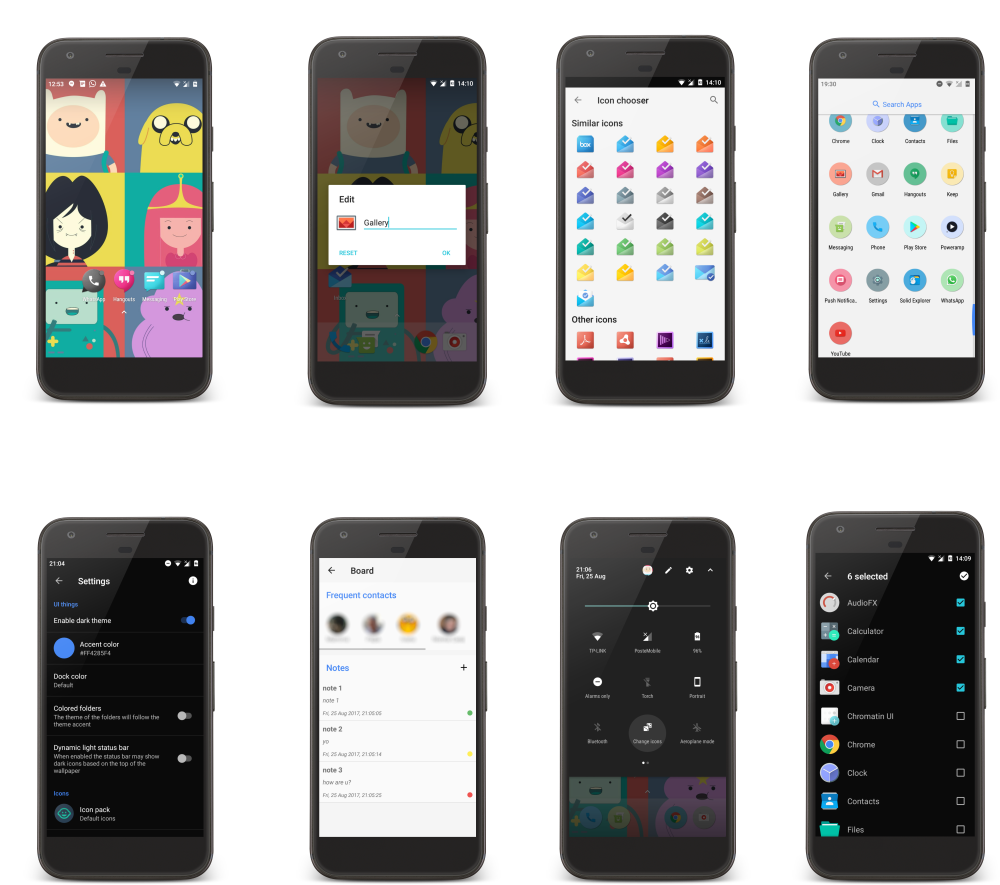 12:53
WhatsApp
Hangouts
Messaging
Play Store
14:10
Edit
Gallery
RESET
OK
Inbox
14:10
Icon chooser
Similar icons
box
Other icons
19:30
Search Apps
Chrome
Clock
Contacts
Files
Gallery
Gmail
Hangouts
Keep
Messaging
Phone
Play Store
Poweramp
Push Notifica..
Settings
Solid Explorer
WhatsApp
YouTube
21:04
Settings
UI things
Enable dark theme
Accent color
#FF4285F4
Dock color
Default
Colored folders
The theme of the folders will follow the
theme accent
Dynamic light status bar
When enabled the status bar may show
dark icons based on the top of the
wallpaper
Icons
Icon pack
Default icons
Board
Frequent contacts
Notes
+
note 1
note 1
Fri, 25 Aug 2017, 21:05:05
note 2
yo
Fri, 25 Aug 2017, 21:05:14
note 3
how are u?
Fri, 25 Aug 2017, 21:05:25
21:06
Fri, 25 Aug
TP LINK
PosteMobile
96%
Alarms only
Torch
Portrait
Bluetooth
Change icons
Aeroplane mode
14:09
6 selected
AudioFX
Calculator
Calendar
Camera
Chromatin UI
Chrome
Clock
Contacts
Files